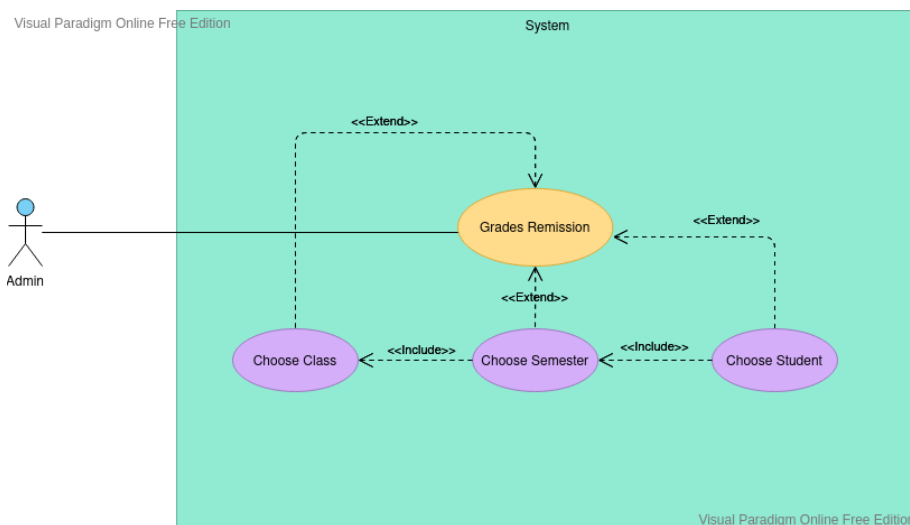 Visual Paradigm Online Free Edition
System
<<Extend>>
Grades Remission
<<Extend>>
Admin
<<Extend>>
Choose Class
<<Include>>
Choose Semester
<<Include>>
Choose Student
Visual Paradigm Online Free Edition